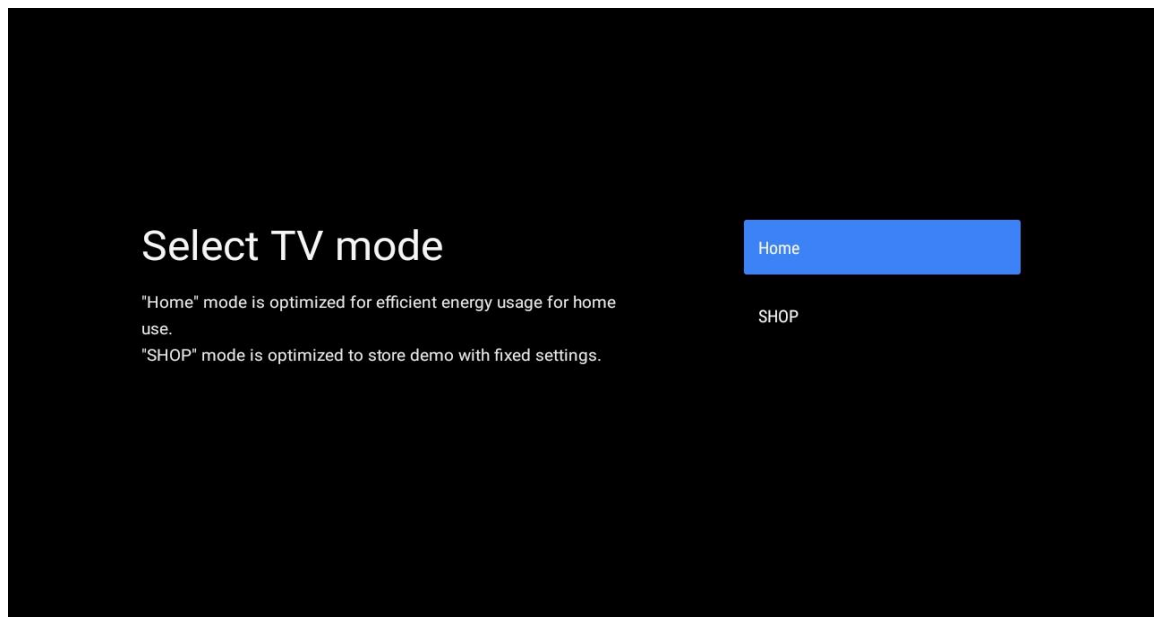 Select TV mode
"Home" mode is optimized for efficient energy usage for home
use.
"SHOP" mode is optimized to store demo with fixed settings.
Home
SHOP